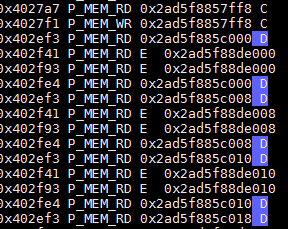 0x4027a7 P_MEM_RD 0x2ad5f8857ff8 C
0x4027f1 P_MEM_WR 0x2ad5f8857ff8 C
0x402ef3 P_MEM_RD 0x2ad5f885c000 D
0x402f41 P_MEM_RD E  0x2ad5f88de000
0x402f93 P_MEM_RD E  0x2ad5f88de000
0x402fe4 P_MEM_RD 0x2ad5f885c000 D
0x402ef3 P_MEM_RD 0x2ad5f885c008 D
0x402f41 P_MEM_RD E  0x2ad5f88de008
0x402f93 P_MEM_RD E  0x2ad5f88de008
0x402fe4 P_MEM_RD 0x2ad5f885c008 D
0x402ef3 P_MEM_RD 0x2ad5f885c010 D
0x402f41 P_MEM_RD E  0x2ad5f88de010
0x402f93 P_MEM_RD E  0x2ad5f88de010
0x402fe4 P_MEM_RD 0x2ad5f885c010 D
0x402ef3 P_MEM_RD 0x2ad5f885c018 D